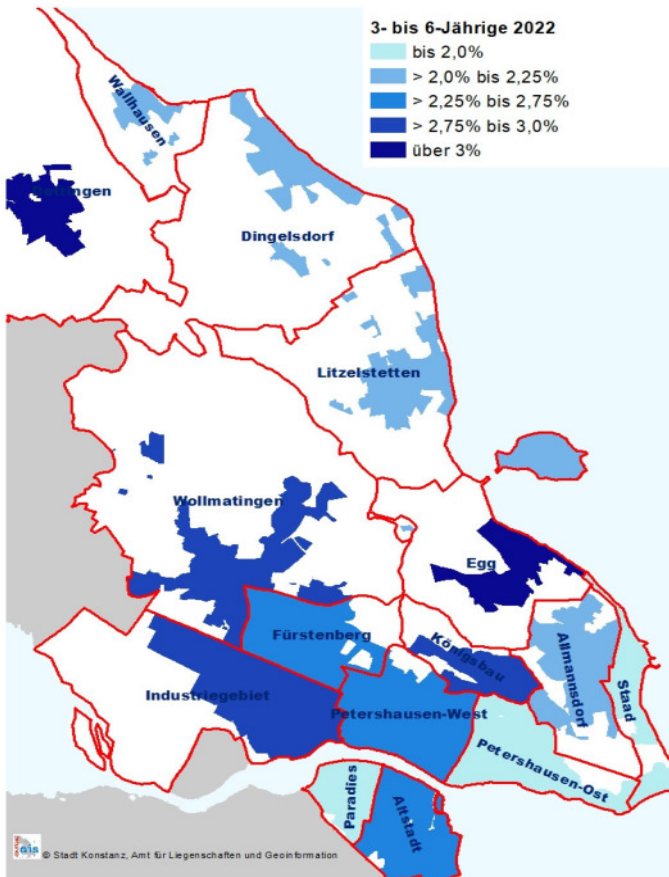 3- bis 6-Jährige 2022
bis 2,0%
> 2,0% bis 2,25%
> 2,25% bis 2,75%
> 2,75% bis 3,0%
über 3%
Wallhausen
Dettingen
Dingelsdorf
Litzelstetten
Wollmatingen
Egg
Fürstenberg
Königsbau
Allmannsdorf
Staad
Industriegebiet
Petershausen-West
Petershausen-Ost
Paradies
Altstadt
GIS
© Stadt Konstanz, Amt für Liegenschaften und Geoinformation